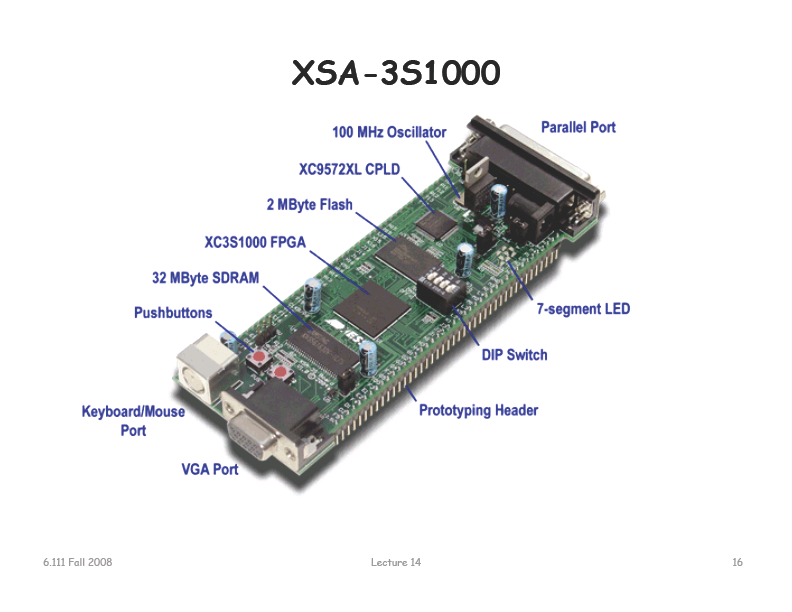 XSA-3S1000
Parallel Port
100 MHz Oscillator
XC9572XL CPLD
2 MByte Flash
XC3S1000 FPGA
32 MByte SDRAM
Pushbuttons
7-segment LED
DIP Switch
Prototyping Header
Keyboard/Mouse
Port
VGA Port
6.111 Fall 2008
Lecture 14
16